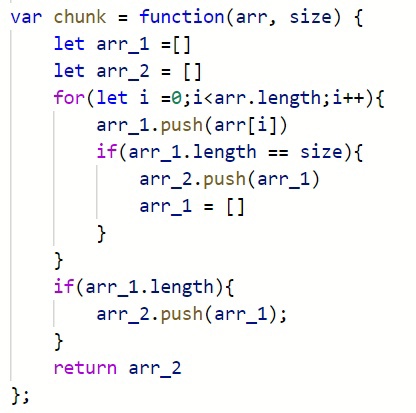 var chunk = function(arr, size) {
    let arr_1 =[]
    let arr_2 = []
    for(let i =0;i<arr.length;i++){
        arr_1.push(arr[i])
        if(arr_1.length == size){
            arr_2.push(arr_1)
            arr_1 = []
        }
    }
    if(arr_1.length){
        arr_2.push(arr_1);
    }
    return arr_2
};